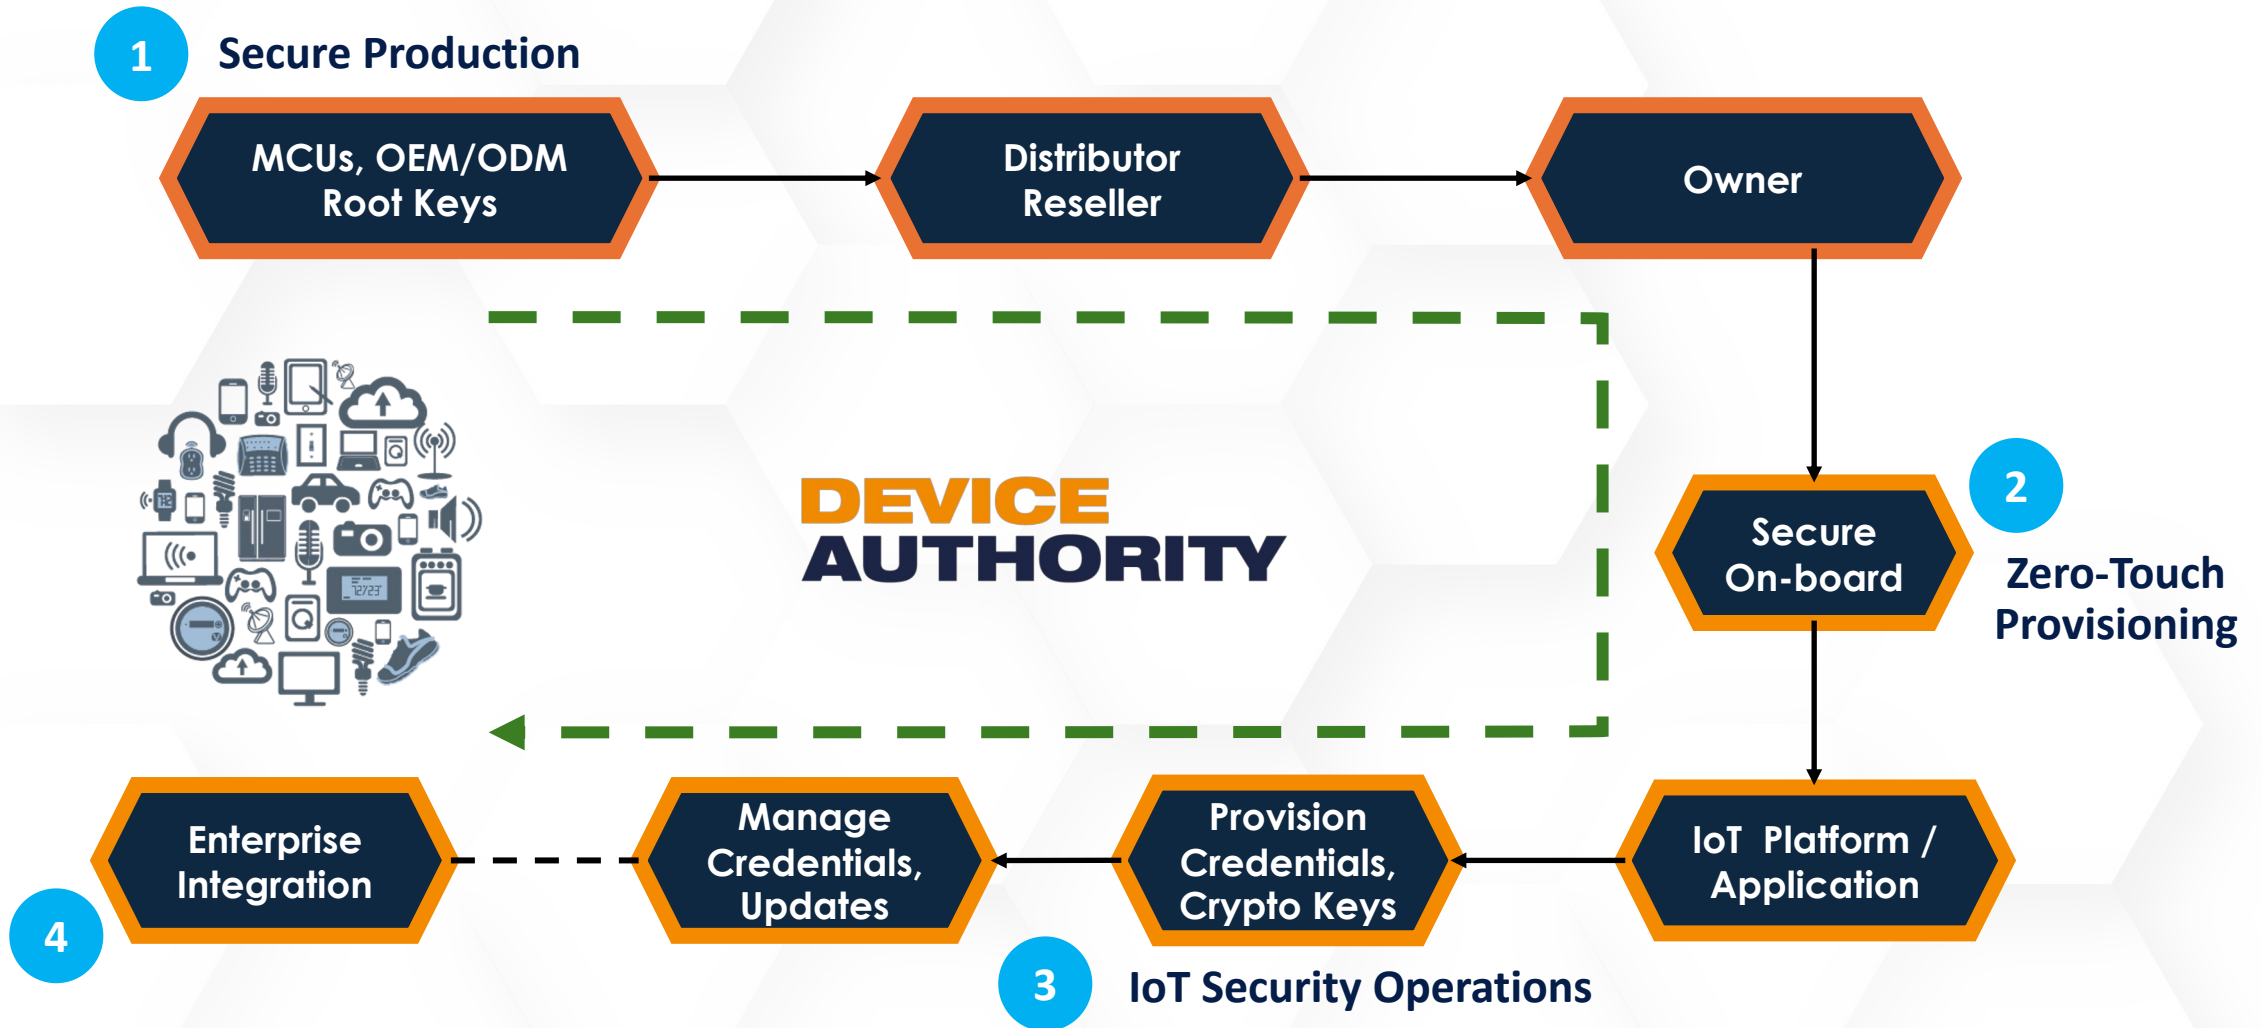 1
Secure Production
MCUs, OEM/ODM
Root Keys
Distributor
Reseller
Owner
DEVICE
AUTHORITY
Secure
On-board
2
Zero-Touch
Provisioning
Enterprise
Integration
4
Manage
Credentials,
Updates
Provision
Credentials,
Crypto Keys
IoT Platform /
Application
3
IoT Security Operations